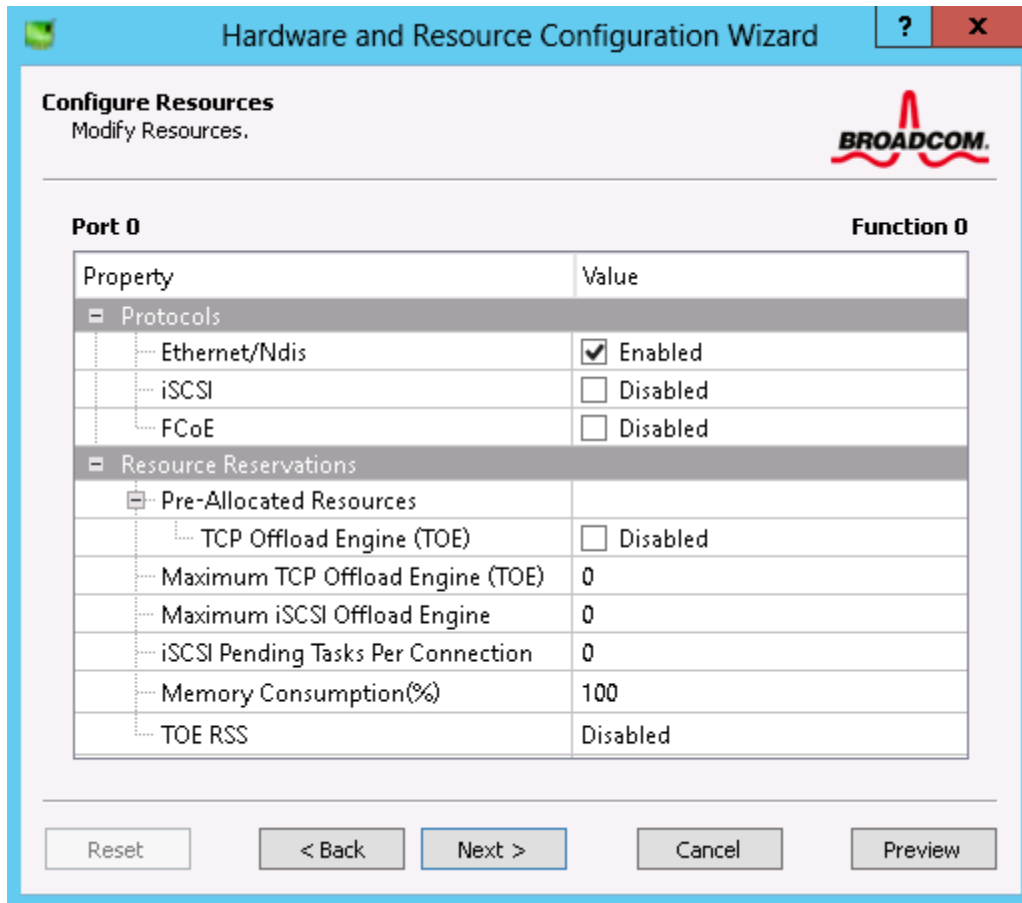 Hardware and Resource Configuration Wizard ? x
Configure Resources
Modify Resources.
BROADCOM.
Port 0 Function 0
Property Value
Protocols
Ethernet/Ndis Enabled
iSCSI Disabled
FCoE Disabled
Resource Reservations
Pre-Allocated Resources
TCP Offload Engine (TOE) Disabled
Maximum TCP Offload Engine (TOE) 0
Maximum iSCSI Offload Engine 0
iSCSI Pending Tasks Per Connection 0
Memory Consumption(%) 100
TOE RSS Disabled
Reset < Back Next > Cancel Preview